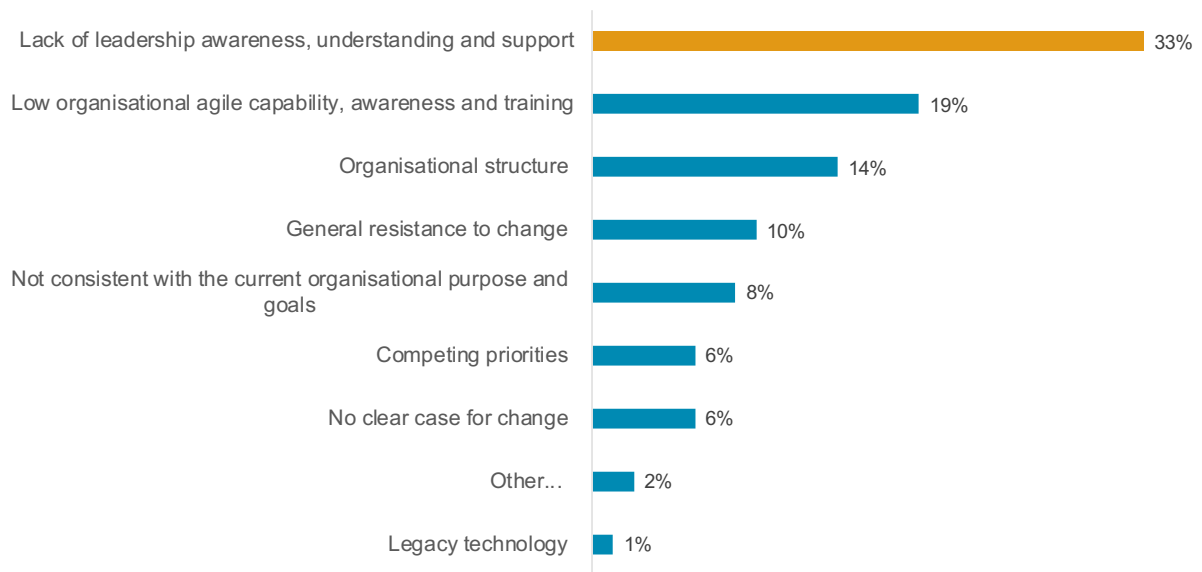 Lack of leadership awareness, understanding and support 33%
Low organisational agile capability, awareness and training 19%
Organisational structure 14%
General resistance to change 10%
Not consistent with the current organisational purpose and
goals 8%
Competing priorities 6%
No clear case for change 6%
Other... 2%
Legacy technology 1%